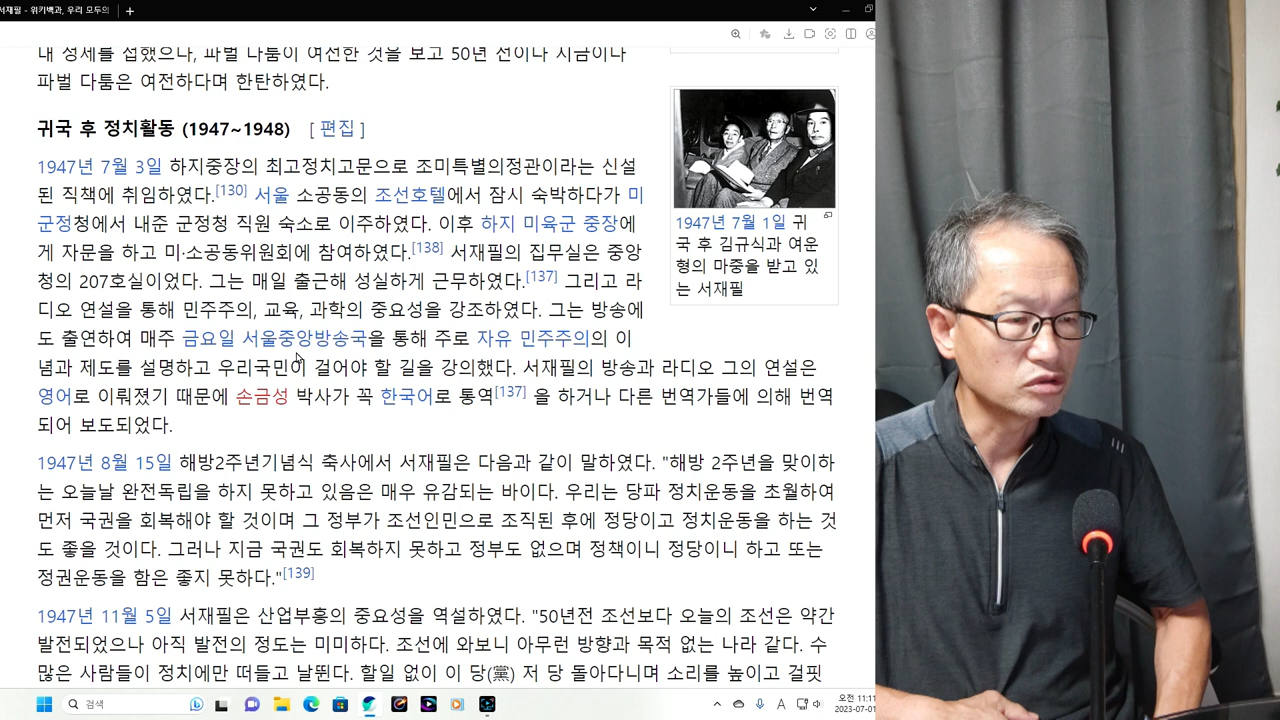 서재필 - 위키백과, 우리 모두의
내 정세를 접했으나, 파벌 다툼이 여전한 것을 보고 50년 전이나 지금이나
파벌 다툼은 여전하다며 한탄하였다.
귀국 후 정치활동 (1947~1948) [ 편집 ]
1947년 7월 3일 하지중장의 최고정치고문으로 조미특별의정관이라는 신설
된 직책에 취임하였다.[130] 서울 소공동의 조선호텔에서 잠시 숙박하다가 미
군정청에서 내준 군정청 직원 숙소로 이주하였다. 이후 하지 미육군 중장에
게 자문을 하고 미·소공동위원회에 참여하였다.[138] 서재필의 집무실은 중앙
청의 207호실이었다. 그는 매일 출근해 성실하게 근무하였다.[137] 그리고 라
디오 연설을 통해 민주주의, 교육, 과학의 중요성을 강조하였다. 그는 방송에
도 출연하여 매주 금요일 서울중앙방송국을 통해 주로 자유 민주주의의 이
념과 제도를 설명하고 우리국민이 걸어야 할 길을 강의했다. 서재필의 방송과 라디오 그의 연설은
영어로 이뤄졌기 때문에 손금성 박사가 꼭 한국어로 통역[137] 을 하거나 다른 번역가들에 의해 번역
되어 보도되었다.
1947년 7월 1일 귀
국 후 김규식과 여운
형의 마중을 받고 있
는 서재필
1947년 8월 15일 해방2주년기념식 축사에서 서재필은 다음과 같이 말하였다. "해방 2주년을 맞이하
는 오늘날 완전독립을 하지 못하고 있음은 매우 유감되는 바이다. 우리는 당파 정치운동을 초월하여
먼저 국권을 회복해야 할 것이며 그 정부가 조선인민으로 조직된 후에 정당이고 정치운동을 하는 것
도 좋을 것이다. 그러나 지금 국권도 회복하지 못하고 정부도 없으며 정책이니 정당이니 하고 또는
정권운동을 함은 좋지 못하다."[139]
1947년 11월 5일 서재필은 산업부흥의 중요성을 역설하였다. "50년전 조선보다 오늘의 조선은 약간
발전되었으나 아직 발전의 정도는 미미하다. 조선에 와보니 아무런 방향과 목적 없는 나라 같다. 수
많은 사람들이 정치에만 떠들고 날뛴다. 할일 없이 이 당(黨) 저 당 돌아다니며 소리를 높이고 걸핏
검색
A
오전 11:11
2023-07-01